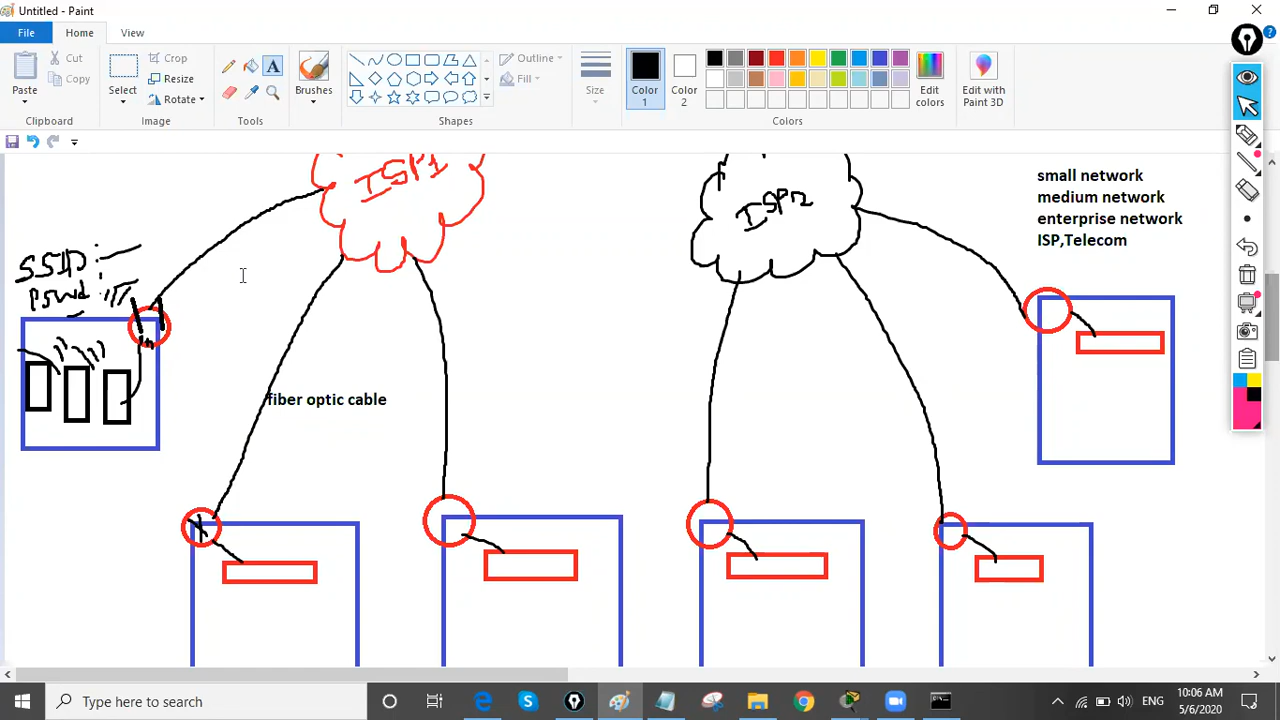 Untitled - Paint
File Home View
Paste
Cut
Copy
Clipboard
Select
Crop
Resize
Rotate
Image
Tools
Brushes
Outline
Fill
Shapes
Size
Color 1
Color 2
Edit colors
Colors
Edit with Paint 3D
ISP1
ISP2
small network
medium network
enterprise network
ISP,Telecom
SSID :
Pswd :
fiber optic cable
Type here to search
ENG
10:06 AM
5/6/2020